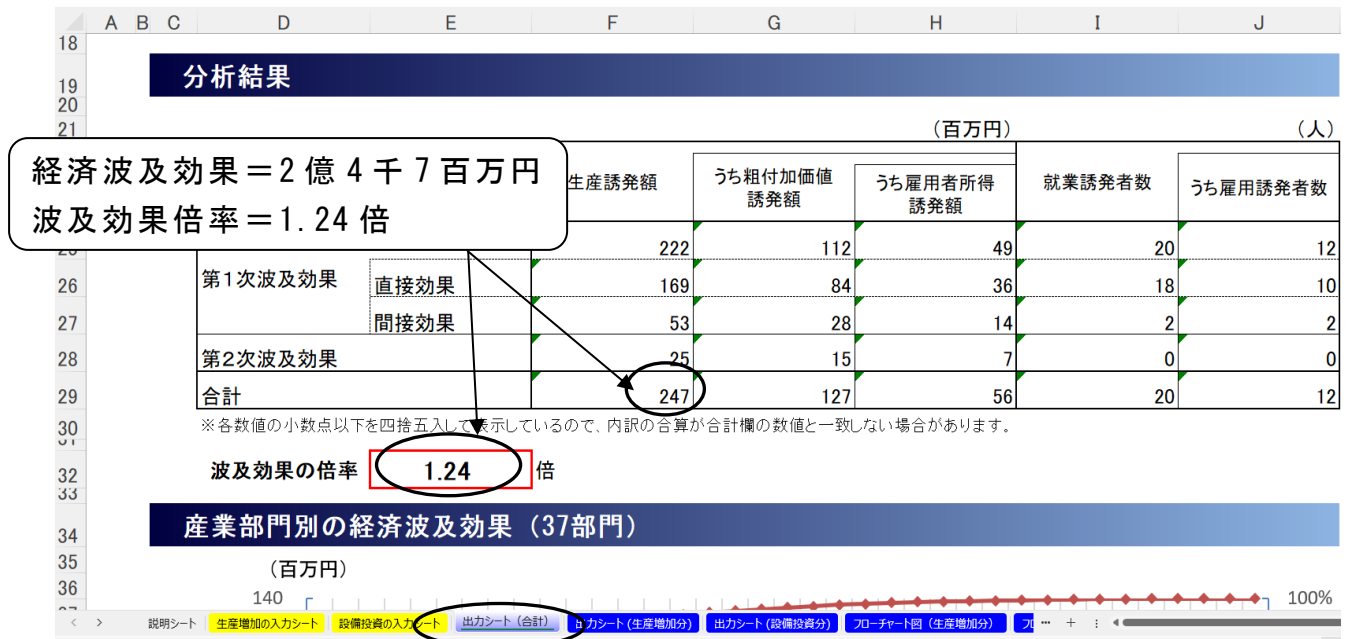 A B C D E F G H I J
18
19 分析結果
20
21 （百万円） （人）
経済波及効果＝2億4千7百万円
波及効果倍率＝1.24倍
生産誘発額 うち粗付加価値誘発額 うち雇用者所得誘発額 就業誘発者数 うち雇用誘発者数
222 112 49 20 12
26 第1次波及効果 直接効果 169 84 36 18 10
27 間接効果 53 28 14 2 2
28 第2次波及効果 25 15 7 0 0
29 合計 247 127 56 20 12
30 ※各数値の小数点以下を四捨五入して表示しているので、内訳の合算が合計欄の数値と一致しない場合があります。
32 波及効果の倍率 1.24 倍
33
34 産業部門別の経済波及効果（37部門）
35 （百万円）
36 140 100%
説明シート 生産増加の入力シート 設備投資の入力シート 出力シート（合計） 出力シート（生産増加分） 出力シート（設備投資分） フローチャート図（生産増加分）